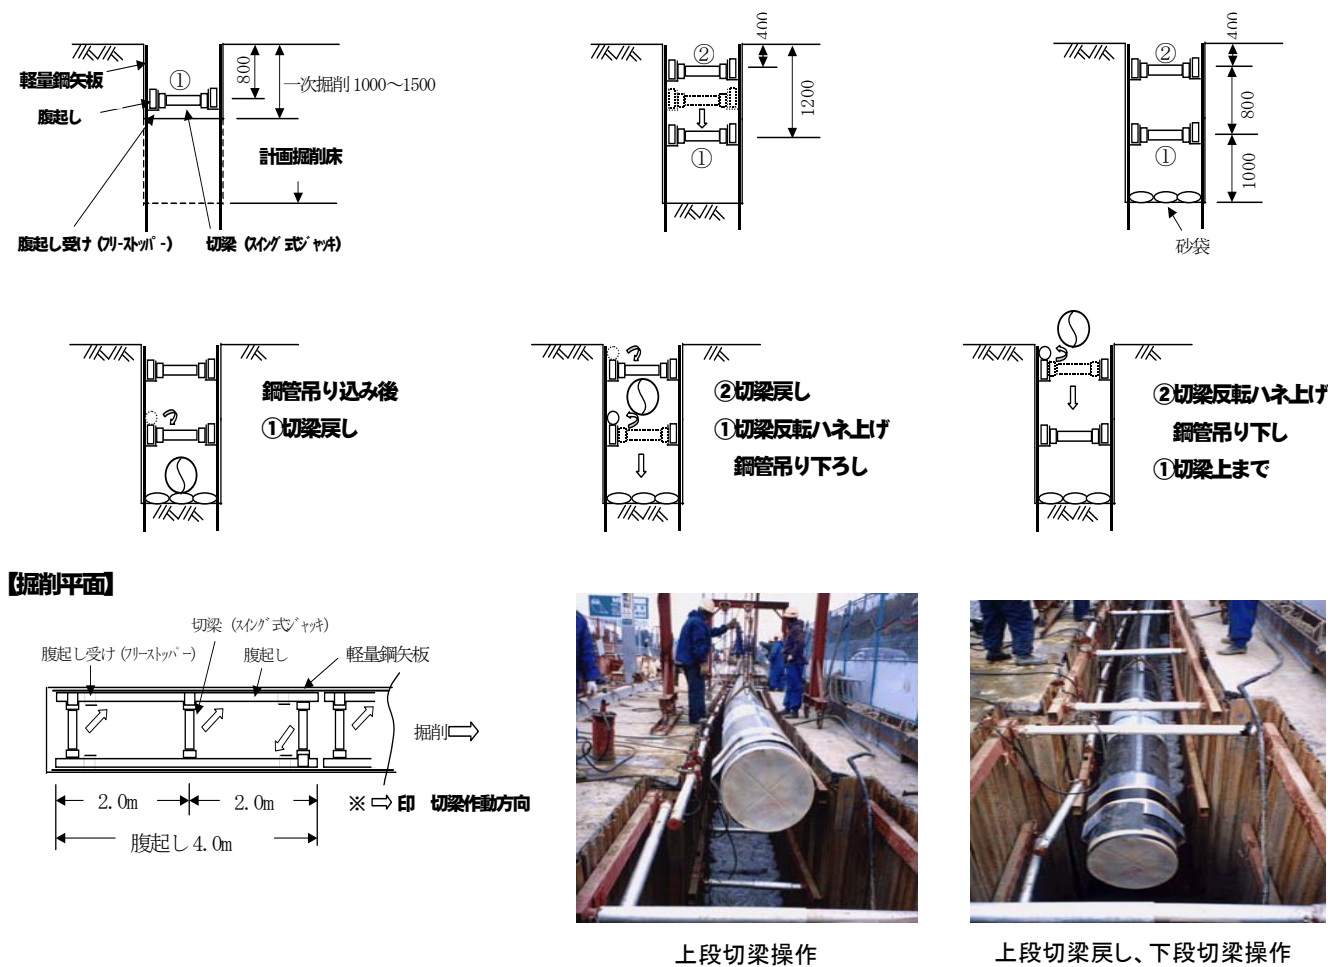 軽量鋼矢板
腹起し
①
800
一次掘削 1000～1500
計画掘削床
腹起し受け (フリーストッパー)
切梁 (スイング式ジャッキ)
②
①
400
1200
②
①
400
800
1000
砂袋
鋼管吊り込み後
①切梁戻し
②切梁戻し
①切梁反転ハネ上げ
鋼管吊り下ろし
②切梁反転ハネ上げ
鋼管吊り下し
①切梁上まで
【掘削平面】
切梁 (スイング式ジャッキ)
腹起し受け (フリーストッパー)
腹起し
軽量鋼矢板
掘削
2.0m
2.0m
※⇨印 切梁作動方向
腹起し 4.0m
上段切梁操作
上段切梁戻し、下段切梁操作